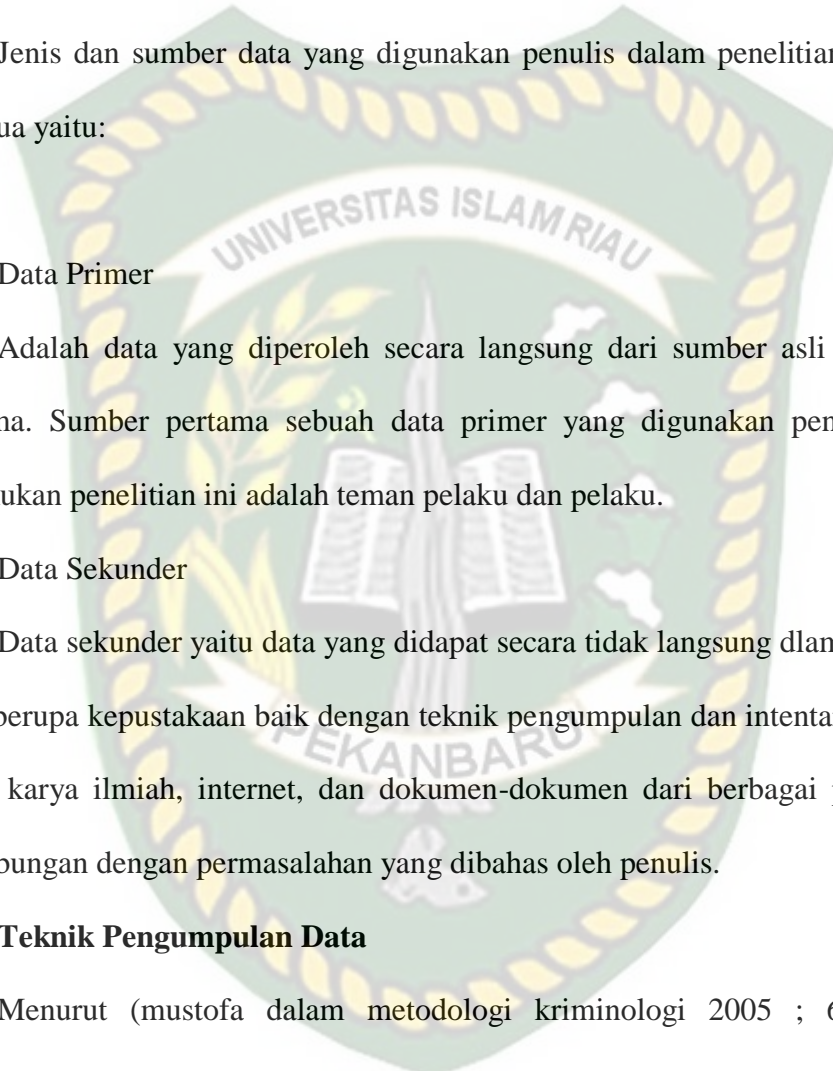 Jenis dan sumber data yang digunakan penulis dalam penelitian
ua yaitu:
UNIVERSITAS ISLAM RIAU
Data Primer
Adalah data yang diperoleh secara langsung dari sumber asli
na. Sumber pertama sebuah data primer yang digunakan pen
ukan penelitian ini adalah teman pelaku dan pelaku.
Data Sekunder
Data sekunder yaitu data yang didapat secara tidak langsung dlam
berupa kepustakaan baik dengan teknik pengumpulan dan intentar
PEKANBARU
karya ilmiah, internet, dan dokumen-dokumen dari berbagai
bungan dengan permasalahan yang dibahas oleh penulis.
Teknik Pengumpulan Data
Menurut (mustofa dalam metodologi kriminologi 2005 ; 6